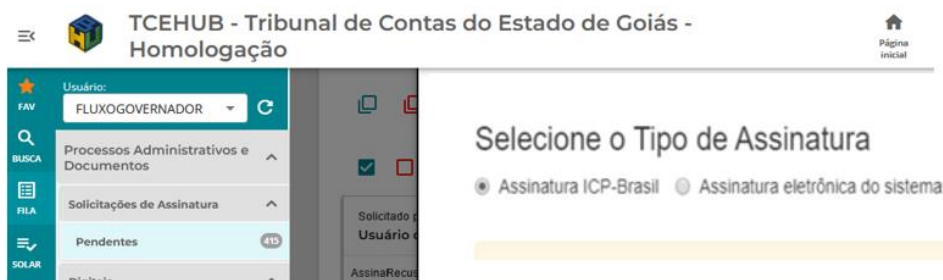 TCEHUB - Tribunal de Contas do Estado de Goiás -
Homologação
Página
inicial
FAV
BUSCA
FILA
SOLAR
Usuário:
FLUXOGOVERNADOR
Processos Administrativos e
Documentos
Solicitações de Assinatura
Pendentes 415
Solicitado
Usuário
AssinaRecus
Selecione o Tipo de Assinatura
Assinatura ICP-Brasil Assinatura eletrônica do sistema